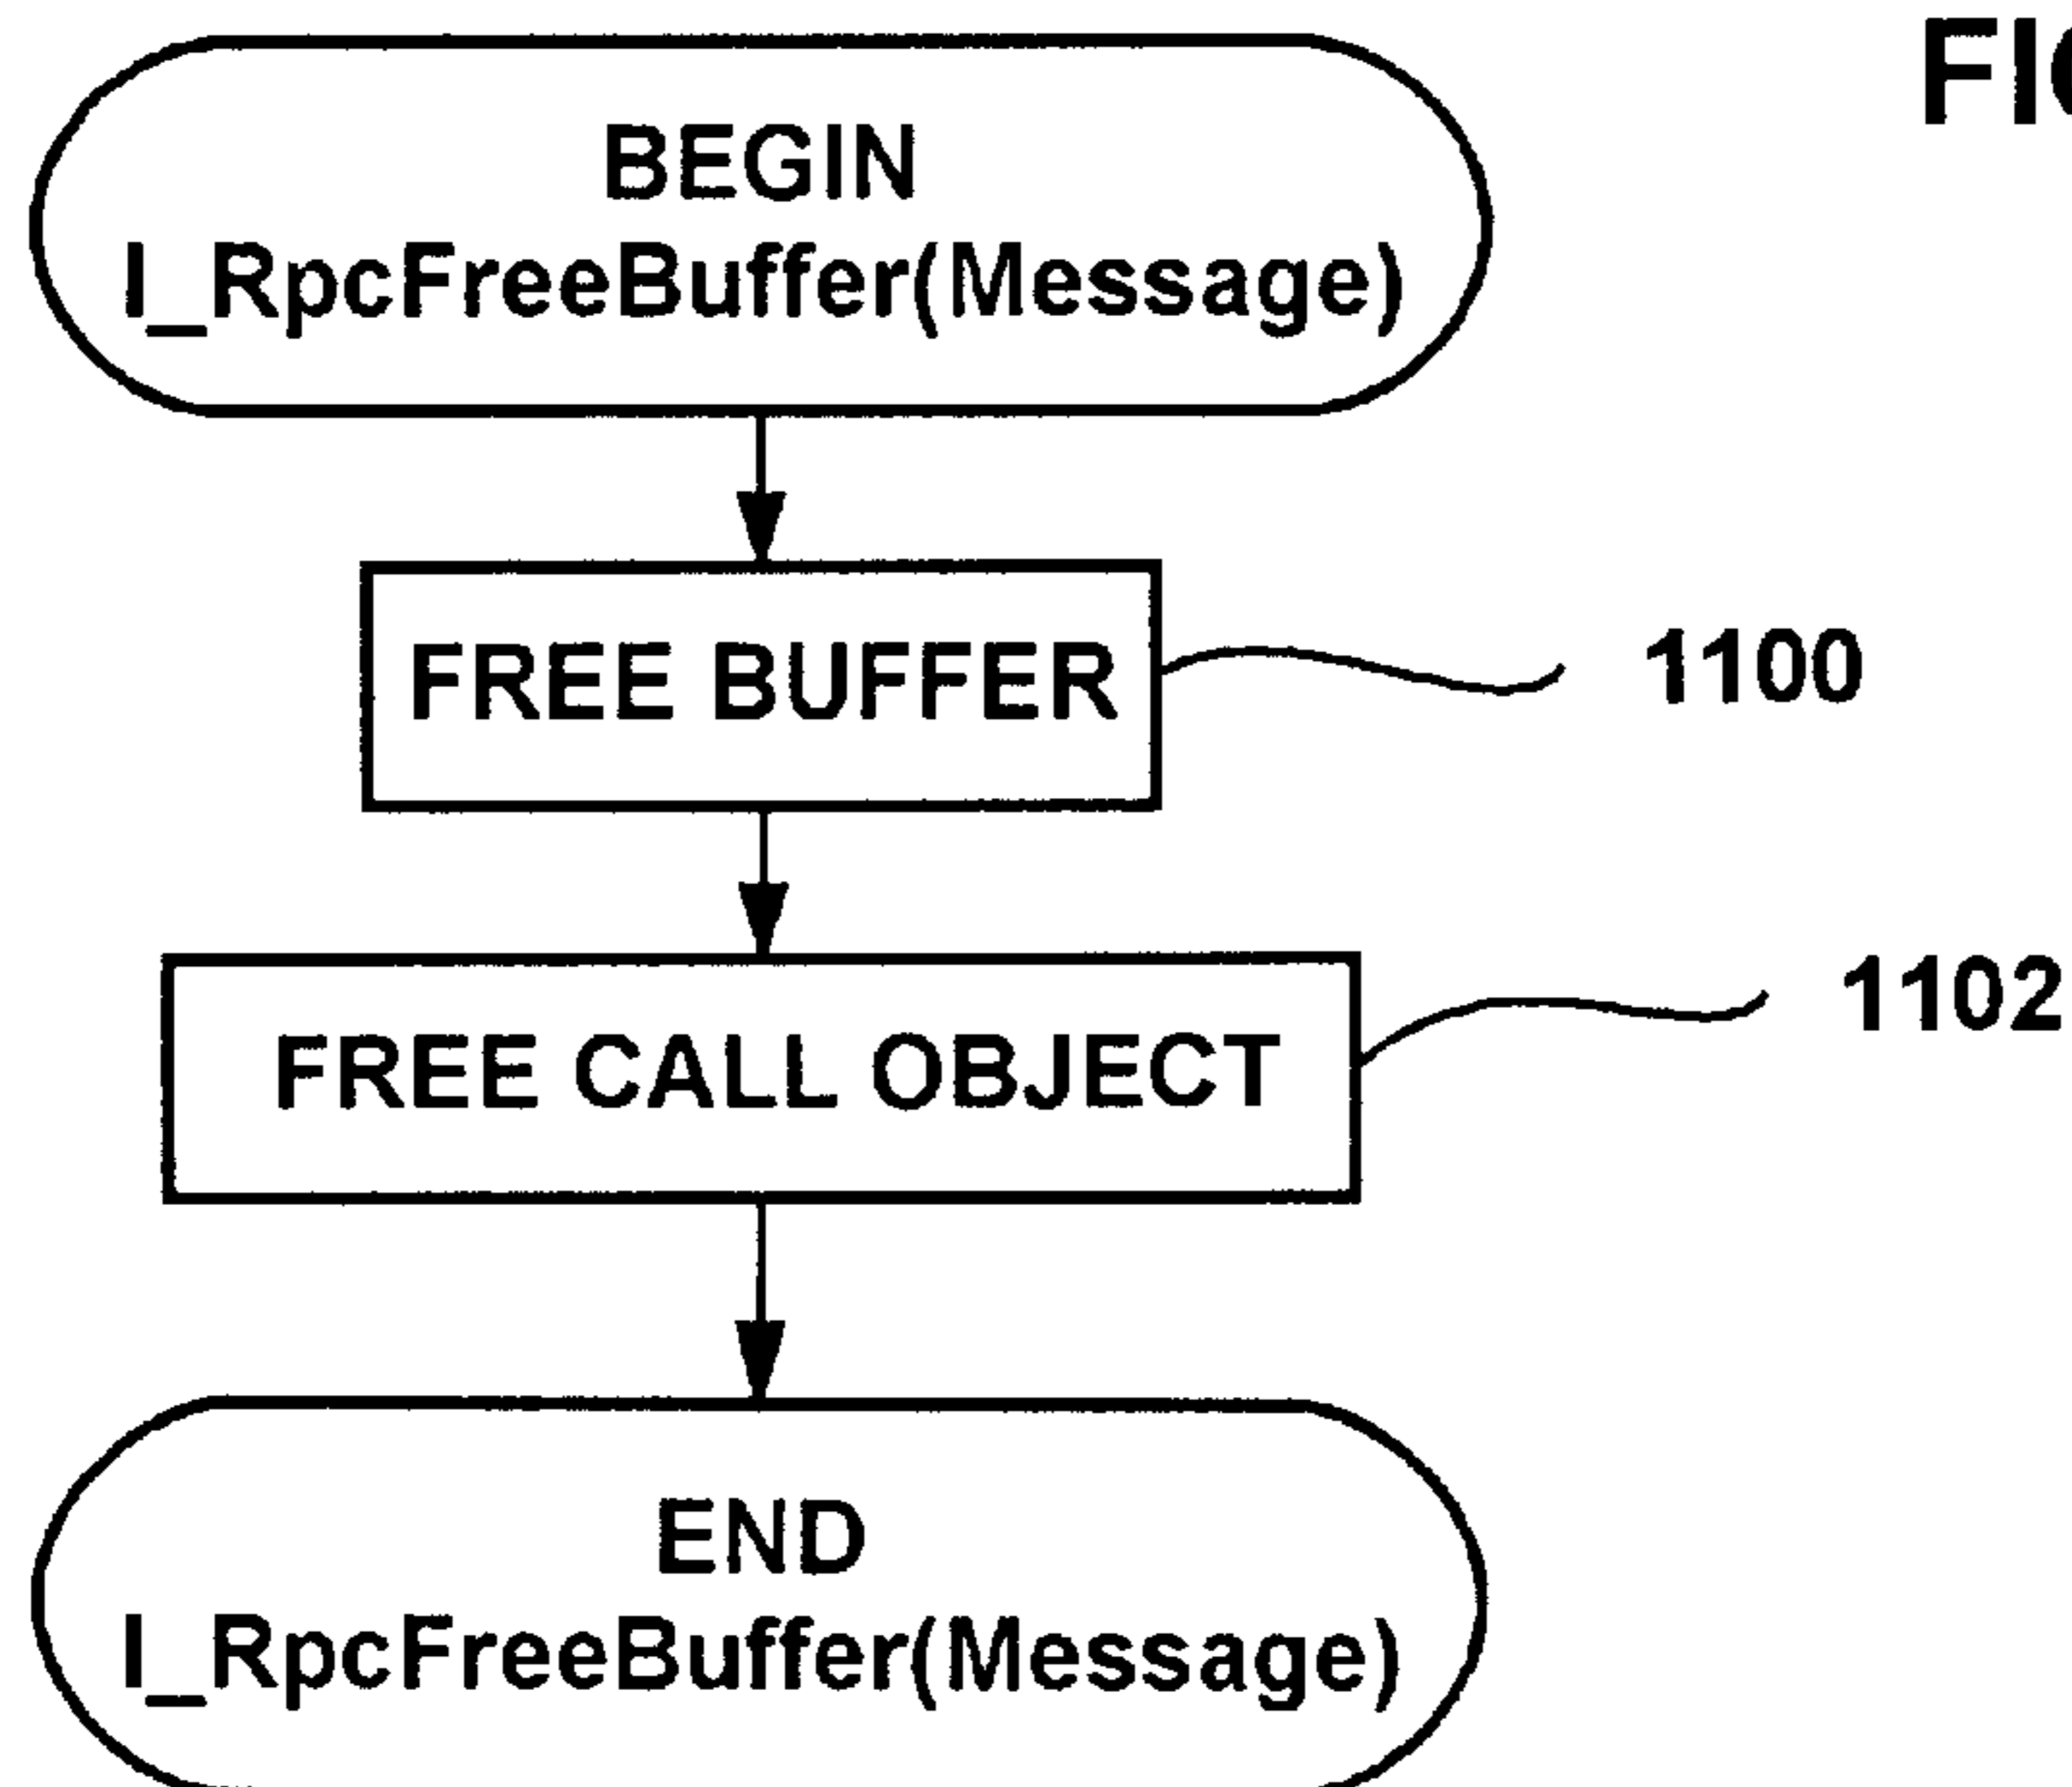 BEGIN
I_RpcFreeBuffer(Message)
FREE BUFFER
1100
FREE CALL OBJECT
1102
END
I_RpcFreeBuffer(Message)